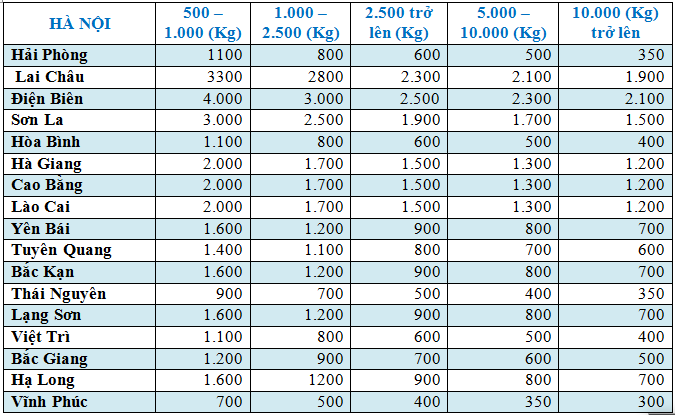 HÀ NỘI 500 – 1.000 (Kg) 1.000 – 2.500 (Kg) 2.500 trở lên (Kg) 5.000 – 10.000 (Kg) 10.000 (Kg) trở lên
Hải Phòng 1100 800 600 500 350
Lai Châu 3300 2800 2.300 2.100 1.900
Điện Biên 4.000 3.000 2.500 2.300 2.100
Sơn La 3.000 2.500 1.900 1.700 1.500
Hòa Bình 1.100 800 600 500 400
Hà Giang 2.000 1.700 1.500 1.300 1.200
Cao Bằng 2.000 1.700 1.500 1.300 1.200
Lào Cai 2.000 1.700 1.500 1.300 1.200
Yên Bái 1.600 1.200 900 800 700
Tuyên Quang 1.400 1.100 800 700 600
Bắc Kạn 1.600 1.200 900 800 700
Thái Nguyên 900 700 500 400 350
Lạng Sơn 1.600 1.200 900 800 700
Việt Trì 1.100 800 600 500 400
Bắc Giang 1.200 900 700 600 500
Hạ Long 1.600 1200 900 800 700
Vĩnh Phúc 700 500 400 350 300